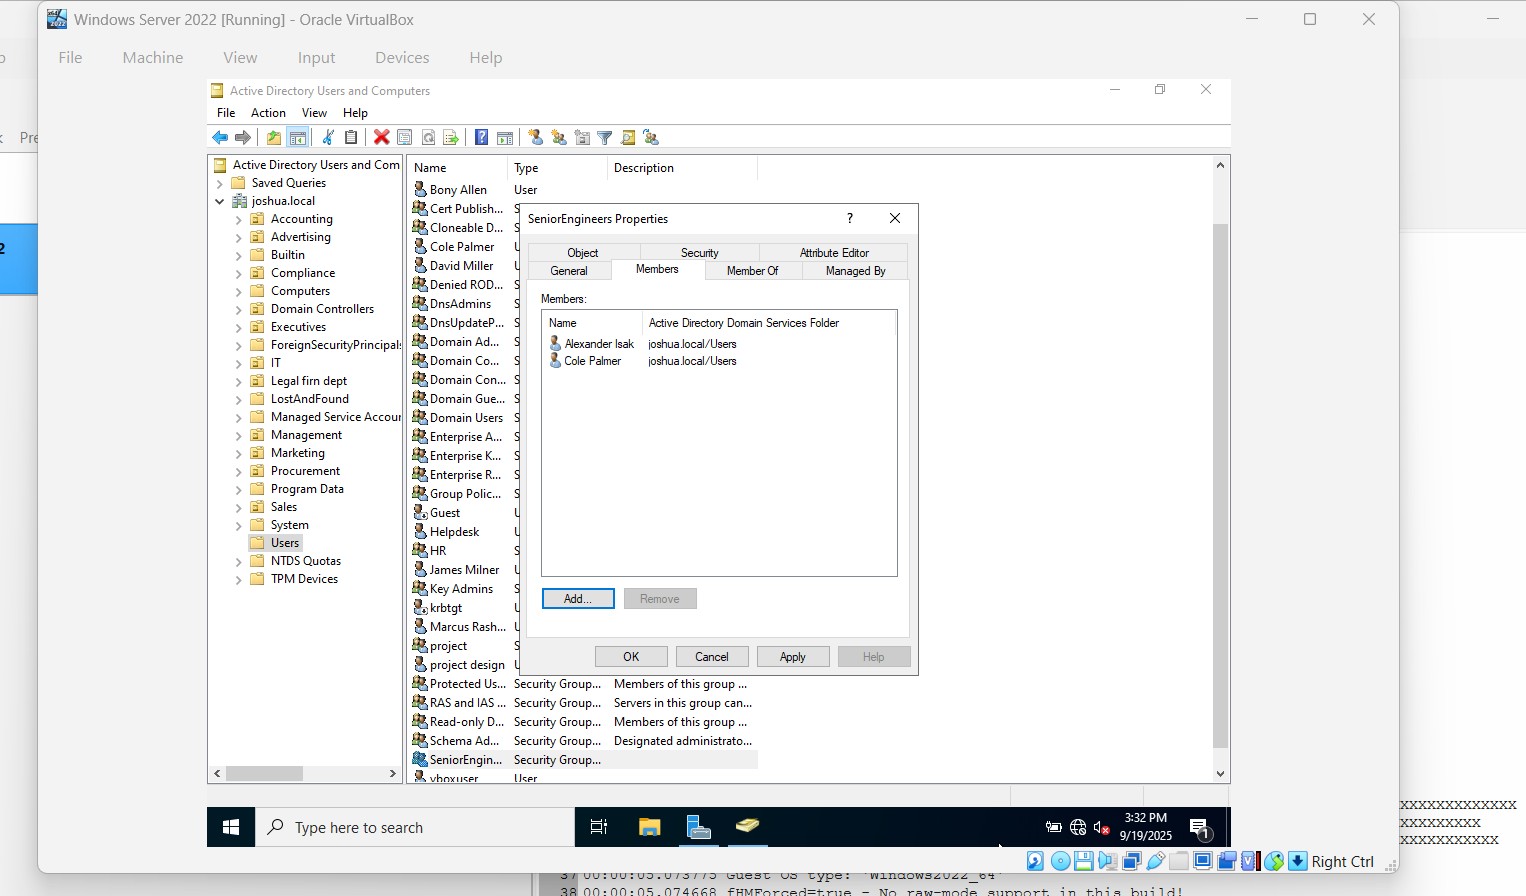 Windows Server 2022 [Running] - Oracle VirtualBox
File Machine View Input Devices Help
Active Directory Users and Computers
File Action View Help
Pre
Active Directory Users and Com
Saved Queries
joshua.local
Accounting
Advertising
Builtin
Compliance
Computers
Domain Controllers
Executives
ForeignSecurityPrincipals
IT
Legal firn dept
LostAndFound
Managed Service Accour
Management
Marketing
Procurement
Program Data
Sales
System
Users
NTDS Quotas
TPM Devices
Name Type Description
Bony Allen User
Cert Publish... S
Cloneable D... S
Cole Palmer U
David Miller U
Denied ROD... S
DnsAdmins S
DnsUpdateP... S
Domain Ad... S
Domain Co... S
Domain Con... S
Domain Gue... S
Domain Users S
Enterprise A... S
Enterprise K... S
Enterprise R... S
Group Polic... S
Guest U
Helpdesk U
HR S
James Milner U
Key Admins S
krbtgt U
Marcus Rash... U
project S
project design U
Protected Us... Security Group... Members of this group ...
RAS and IAS ... Security Group... Servers in this group can...
Read-only D... Security Group... Members of this group ...
Schema Ad... Security Group... Designated administrato...
SeniorEngin... Security Group...
vboxuser User
SeniorEngineers Properties ?
Object Security Attribute Editor
General Members Member Of Managed By
Members:
Name Active Directory Domain Services Folder
Alexander Isak joshua.local/Users
Cole Palmer joshua.local/Users
Add... Remove
OK Cancel Apply Help
Type here to search
3:32 PM
9/19/2025
1
Right Ctrl
37 00:00:05.073775 Guest OS type: 'Windows2022_64'
38 00:00:05.074668 fHMForced=true - No raw-mode support in this build!